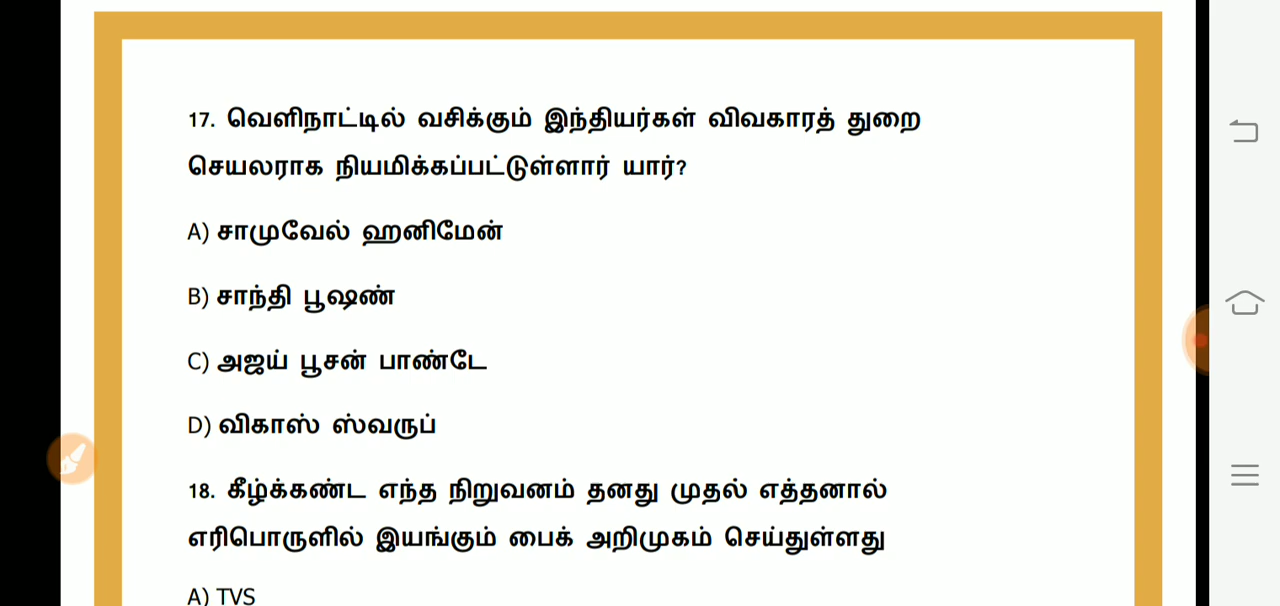 17. வெளிநாட்டில் வசிக்கும் இந்தியர்கள் விவகாரத் துறை
செயலராக நியமிக்கப்பட்டுள்ளார் யார்?
A) சாமுவேல் ஹனிமேன்
B) சாந்தி பூஷண்
C) அஜய் பூசன் பாண்டே
D) விகாஸ் ஸ்வருப்
18. கீழ்க்கண்ட எந்த நிறுவனம் தனது முதல் எத்தனால்
எரிபொருளில் இயங்கும் பைக் அறிமுகம் செய்துள்ளது
A) TVS